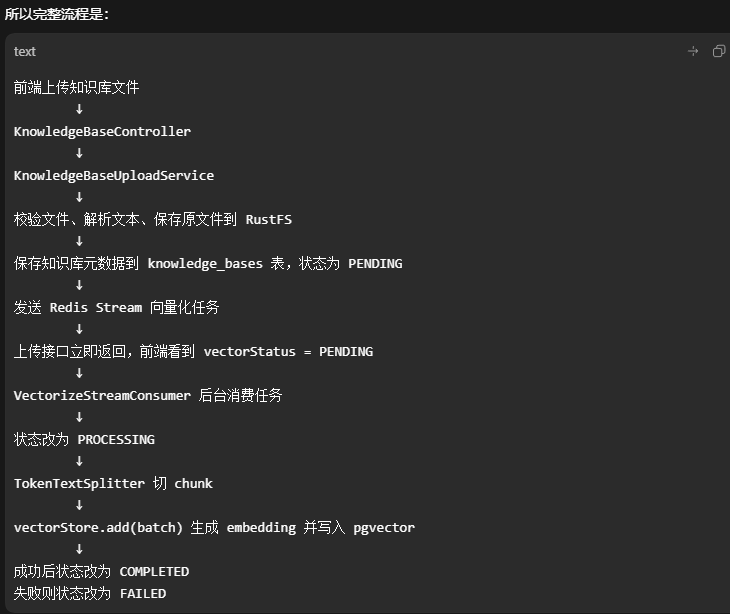 所以完整流程是：
text
前端上传知识库文件
↓
KnowledgeBaseController
↓
KnowledgeBaseUploadService
↓
校验文件、解析文本、保存原文件到 RustFS
↓
保存知识库元数据到 knowledge_bases 表，状态为 PENDING
↓
发送 Redis Stream 向量化任务
↓
上传接口立即返回，前端看到 vectorStatus = PENDING
↓
VectorizeStreamConsumer 后台消费任务
↓
状态改为 PROCESSING
↓
TokenTextSplitter 切 chunk
↓
vectorStore.add(batch) 生成 embedding 并写入 pgvector
↓
成功后状态改为 COMPLETED
失败则状态改为 FAILED